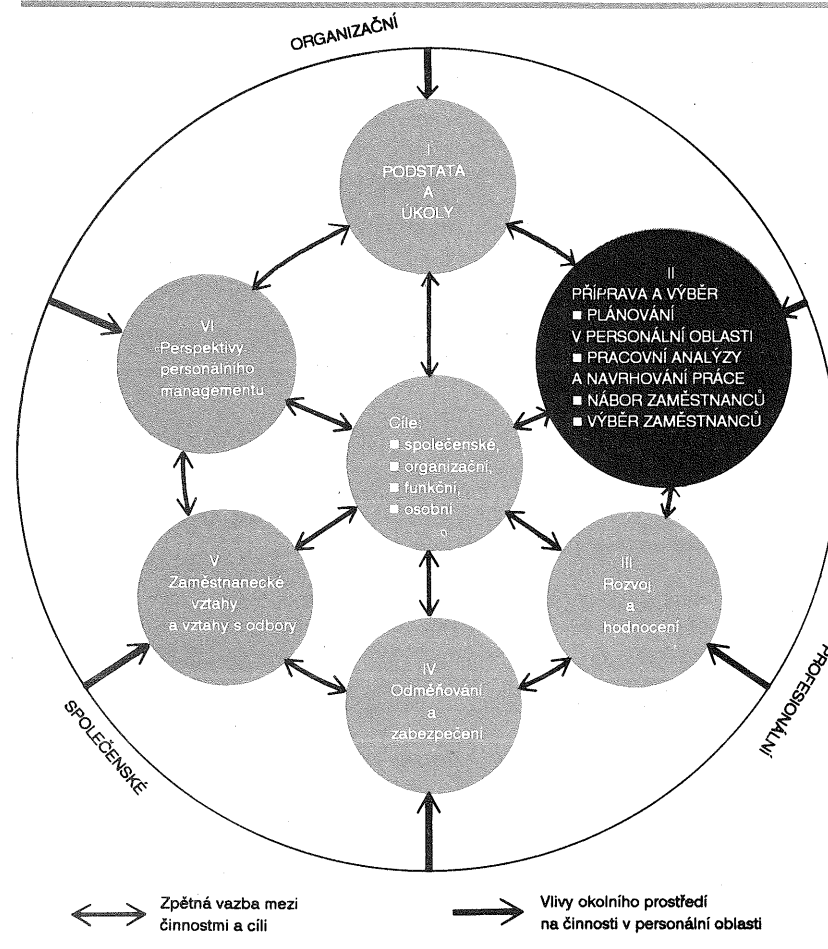 ORGANIZAČNÍ
I
PODSTATA
A
ÚKOLY
II
PŘÍPRAVA A VÝBĚR
■ PLÁNOVÁNÍ
V PERSONÁLNÍ OBLASTI
■ PRACOVNÍ ANALÝZY
A NAVRHOVÁNÍ PRÁCE
■ NÁBOR ZAMĚSTNANCŮ
■ VÝBĚR ZAMĚSTNANCŮ
VI
Perspektivy
personálního
managementu
Cíle:
■ společenské,
■ organizační,
■ funkční,
■ osobní
V
Zaměstnanecké
vztahy
a vztahy s odbory
III
Rozvoj
a
hodnocení
IV
Odměňování
a
zabezpečení
SPOLEČENSKÉ
PROFESIONÁLNÍ
Zpětná vazba mezi
činnostmi a cíli
Vlivy okolního prostředí
na činnosti v personální oblasti